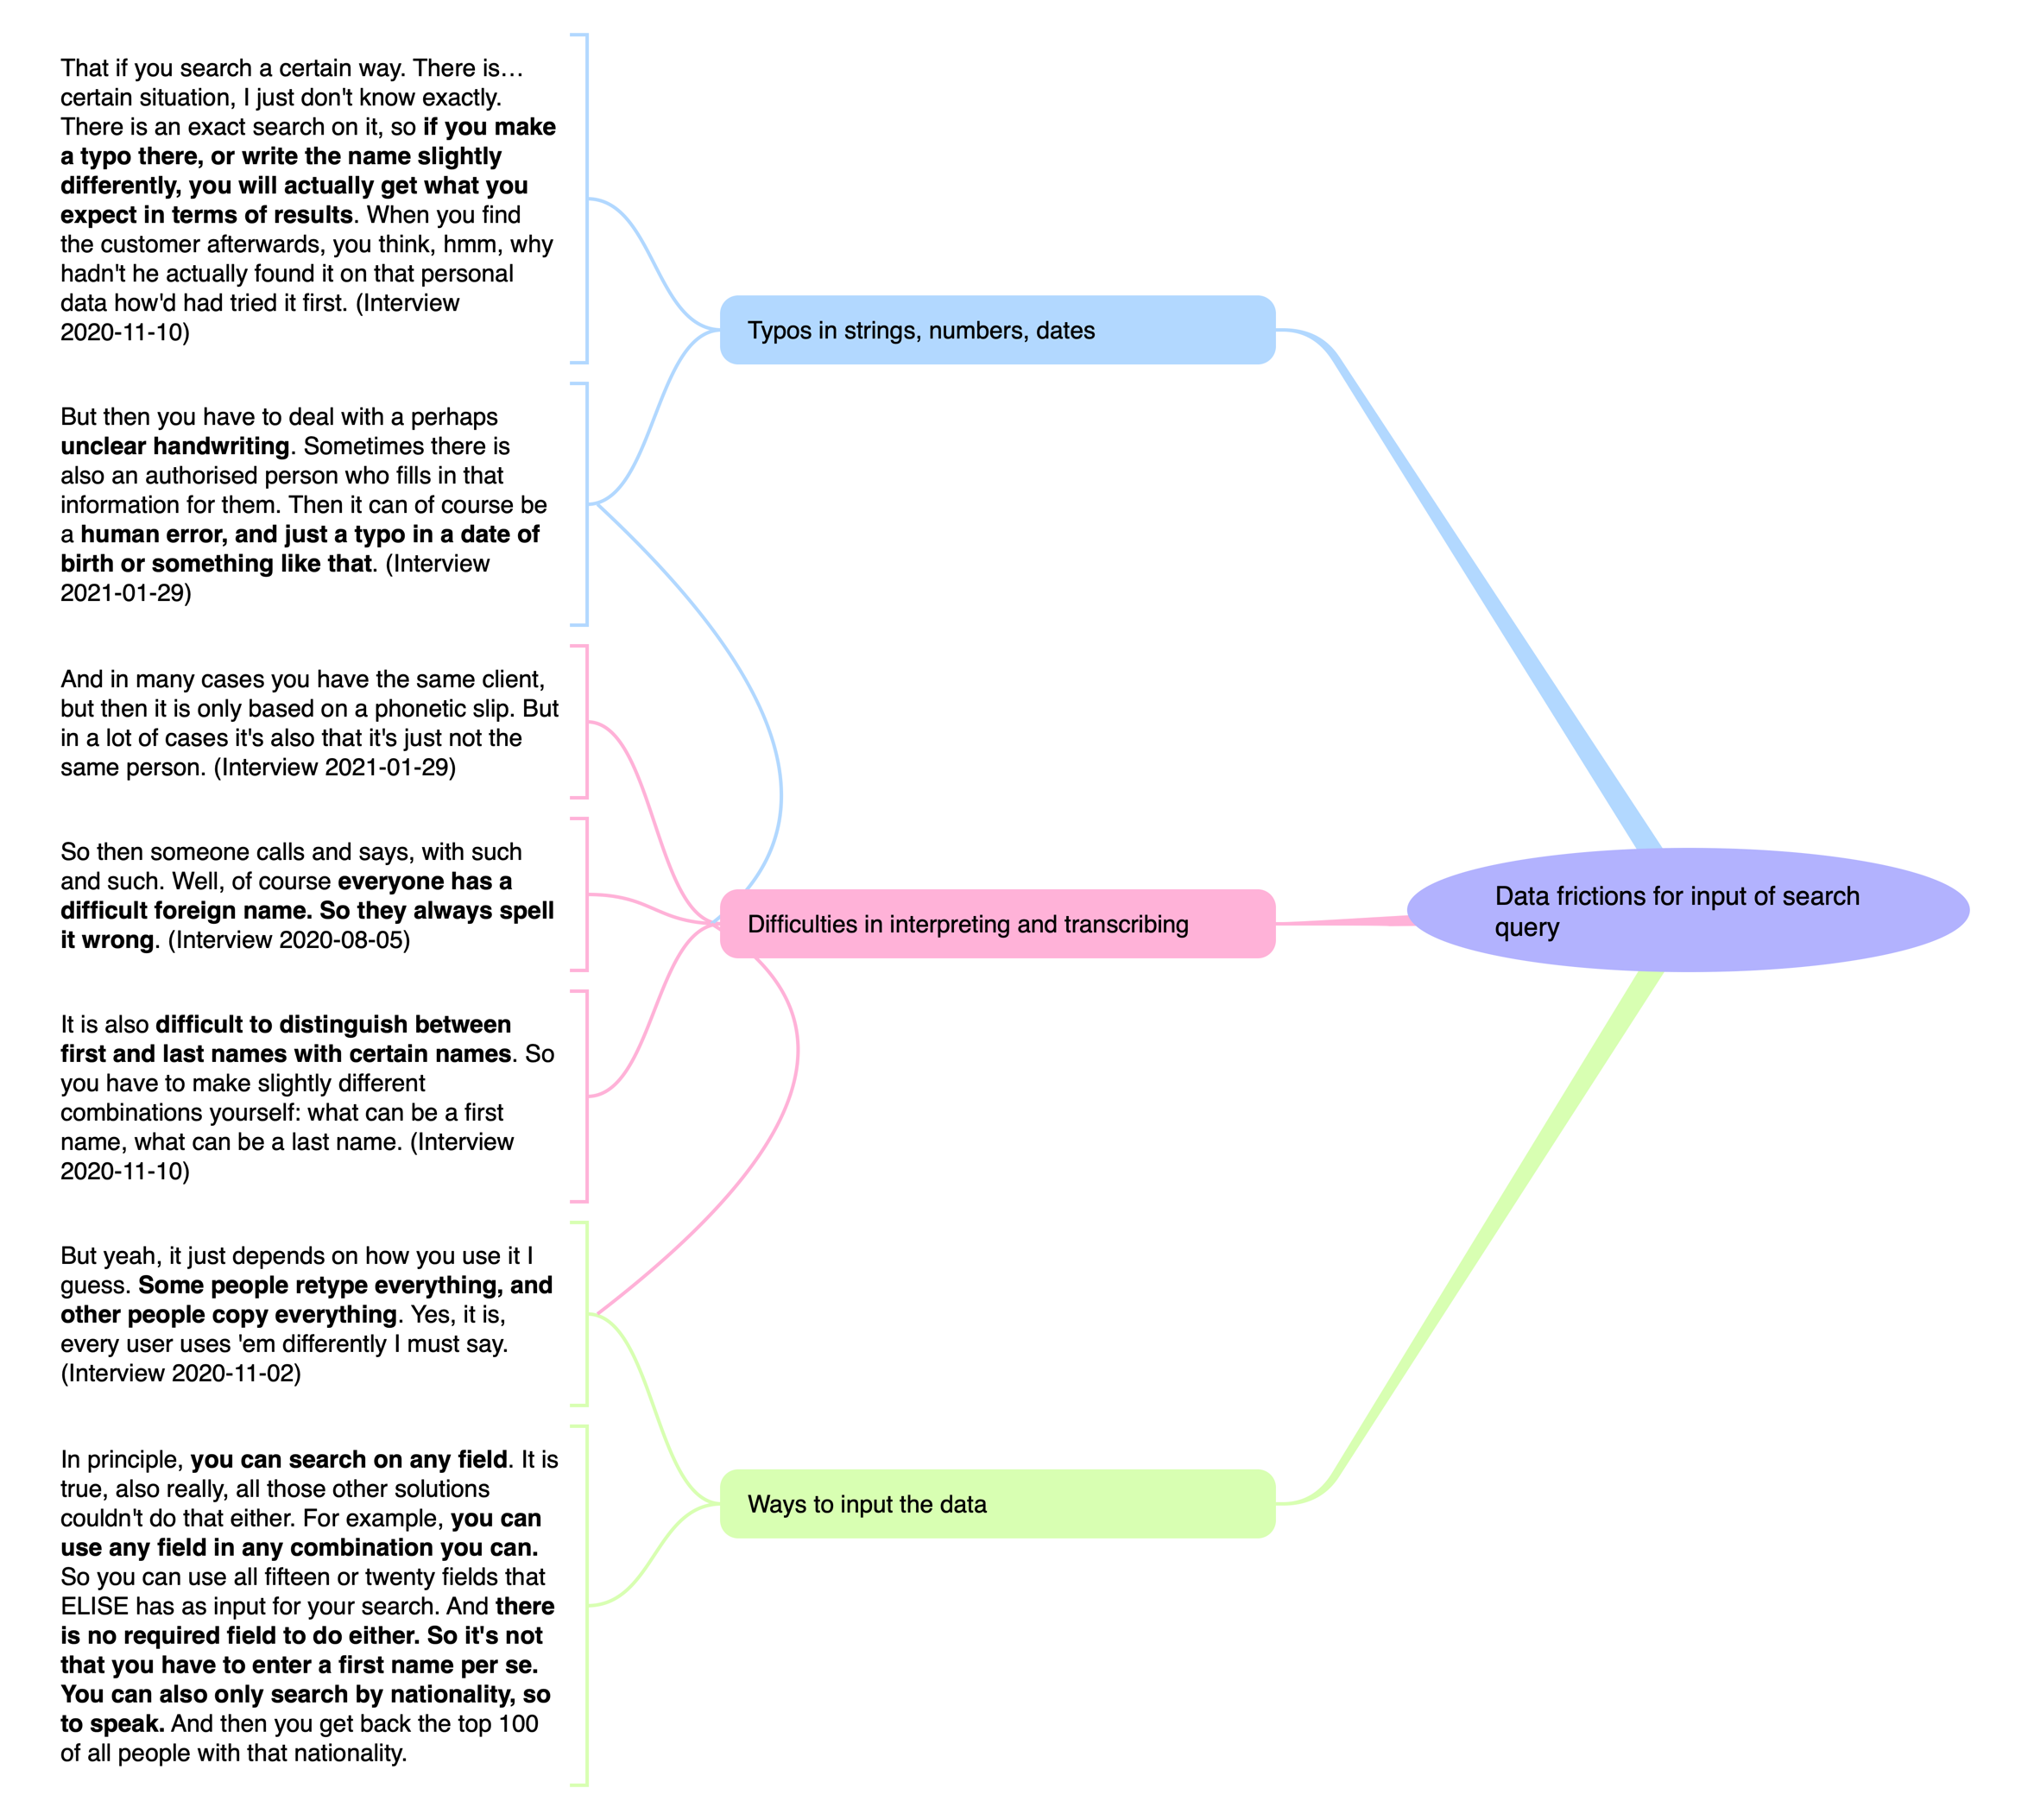 That if you search a certain way. There is…
certain situation, I just don't know exactly.
There is an exact search on it, so if you make
a typo there, or write the name slightly
differently, you will actually get what you
expect in terms of results. When you find
the customer afterwards, you think, hmm, why
hadn't he actually found it on that personal
data how'd had tried it first. (Interview
2020-11-10)
But then you have to deal with a perhaps
unclear handwriting. Sometimes there is
also an authorised person who fills in that
information for them. Then it can of course be
a human error, and just a typo in a date of
birth or something like that. (Interview
2021-01-29)
And in many cases you have the same client,
but then it is only based on a phonetic slip. But
in a lot of cases it's also that it's just not the
same person. (Interview 2021-01-29)
So then someone calls and says, with such
and such. Well, of course everyone has a
difficult foreign name. So they always spell
it wrong. (Interview 2020-08-05)
It is also difficult to distinguish between
first and last names with certain names. So
you have to make slightly different
combinations yourself: what can be a first
name, what can be a last name. (Interview
2020-11-10)
But yeah, it just depends on how you use it I
guess. Some people retype everything, and
other people copy everything. Yes, it is,
every user uses 'em differently I must say.
(Interview 2020-11-02)
In principle, you can search on any field. It is
true, also really, all those other solutions
couldn't do that either. For example, you can
use any field in any combination you can.
So you can use all fifteen or twenty fields that
ELISE has as input for your search. And there
is no required field to do either. So it's not
that you have to enter a first name per se.
You can also only search by nationality, so
to speak. And then you get back the top 100
of all people with that nationality.
Typos in strings, numbers, dates
Difficulties in interpreting and transcribing
Ways to input the data
Data frictions for input of search
query